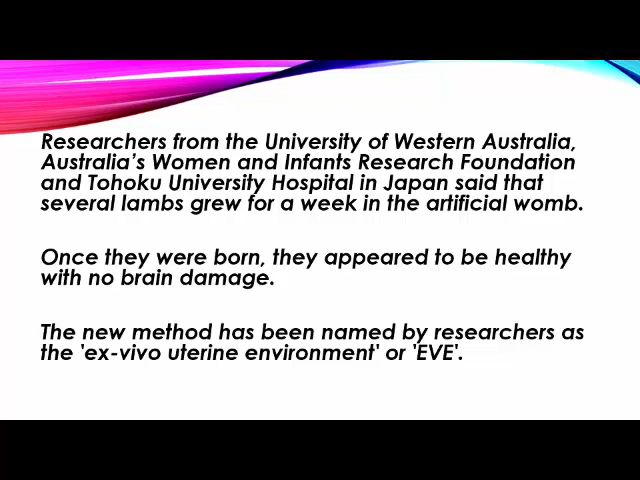 Researchers from the University of Western Australia,
Australia's Women and Infants Research Foundation
and Tohoku University Hospital in Japan said that
several lambs grew for a week in the artificial womb.
Once they were born, they appeared to be healthy
with no brain damage.
The new method has been named by researchers as
the 'ex-vivo uterine environment' or 'EVE'.